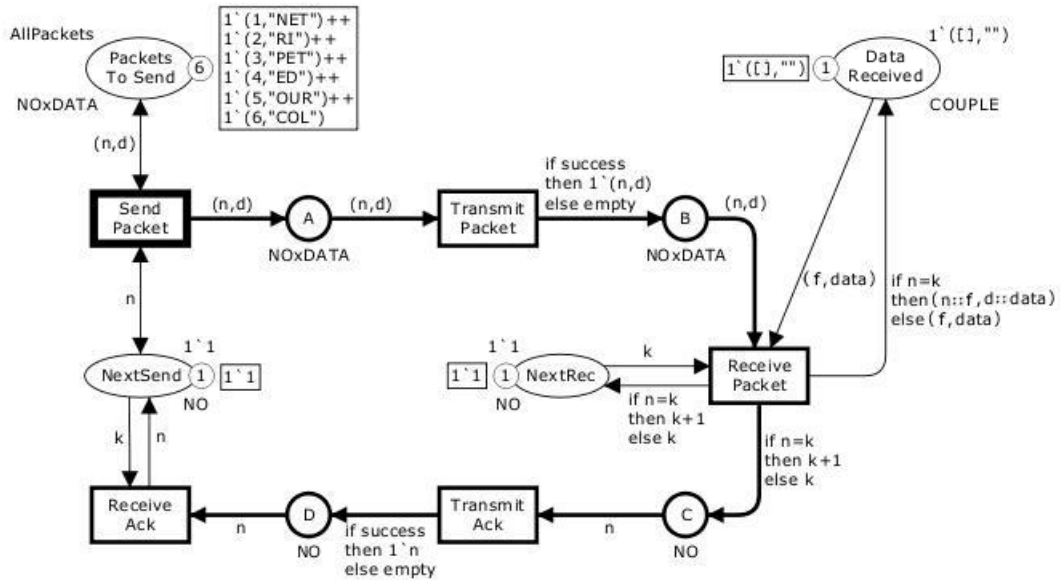 AllPackets
Packets
To Send
6
1`(1,"NET")++
1`(2,"RI")++
1`(3,"PET")++
1`(4,"ED")++
1`(5,"OUR")++
1`(6,"COL")
NOxDATA
1`([],"")
1`([],"")
1
Data
Received
COUPLE
(n,d)
Send
Packet
(n,d)
A
NOxDATA
(n,d)
Transmit
Packet
if success
then 1`(n,d)
else empty
B
NOxDATA
(n,d)
(f,data)
if n=k
then(n::f,d::data)
else(f,data)
n
1`1
NextSend
1
1`1
NO
1`1
1`1
1
NextRec
NO
k
if n=k
then k+1
else k
Receive
Packet
if n=k
then k+1
else k
k
n
Receive
Ack
n
D
NO
if success
then 1`n
else empty
Transmit
Ack
n
C
NO